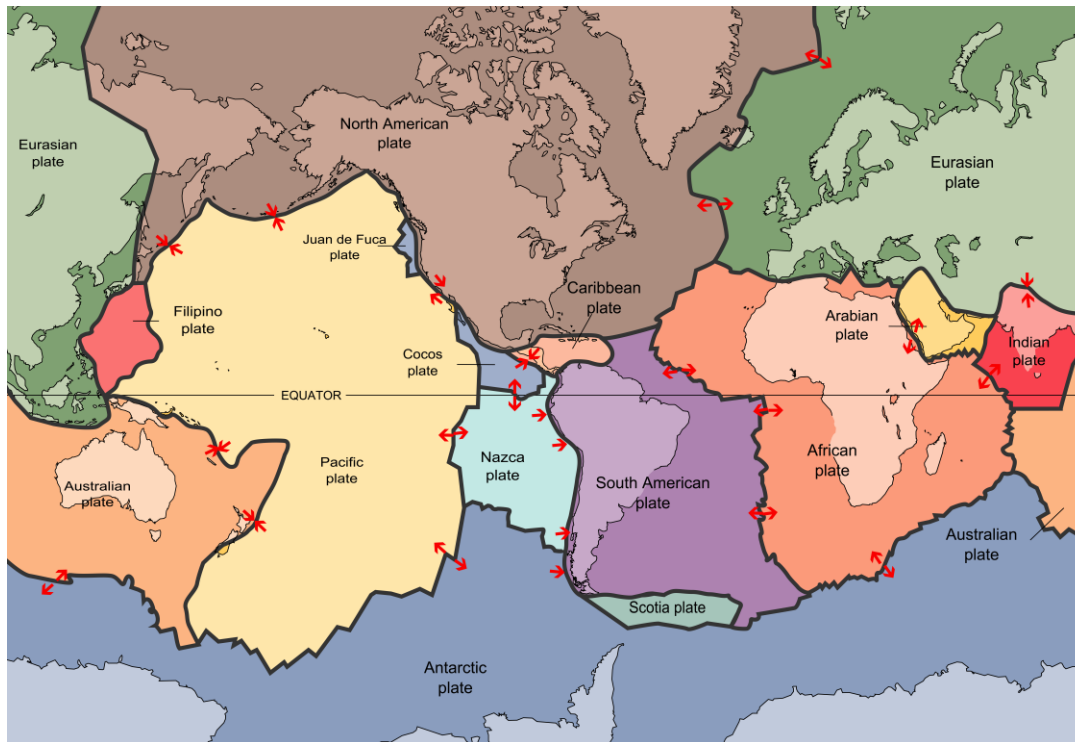 North American
plate
Eurasian
plate
Eurasian
plate
Juan de Fuca
plate
Filipino
plate
Caribbean
plate
Arabian
plate
Indian
plate
Cocos
plate
EQUATOR
Pacific
plate
Nazca
plate
African
plate
Australian
plate
South American
plate
Australian
plate
Scotia plate
Antarctic
plate